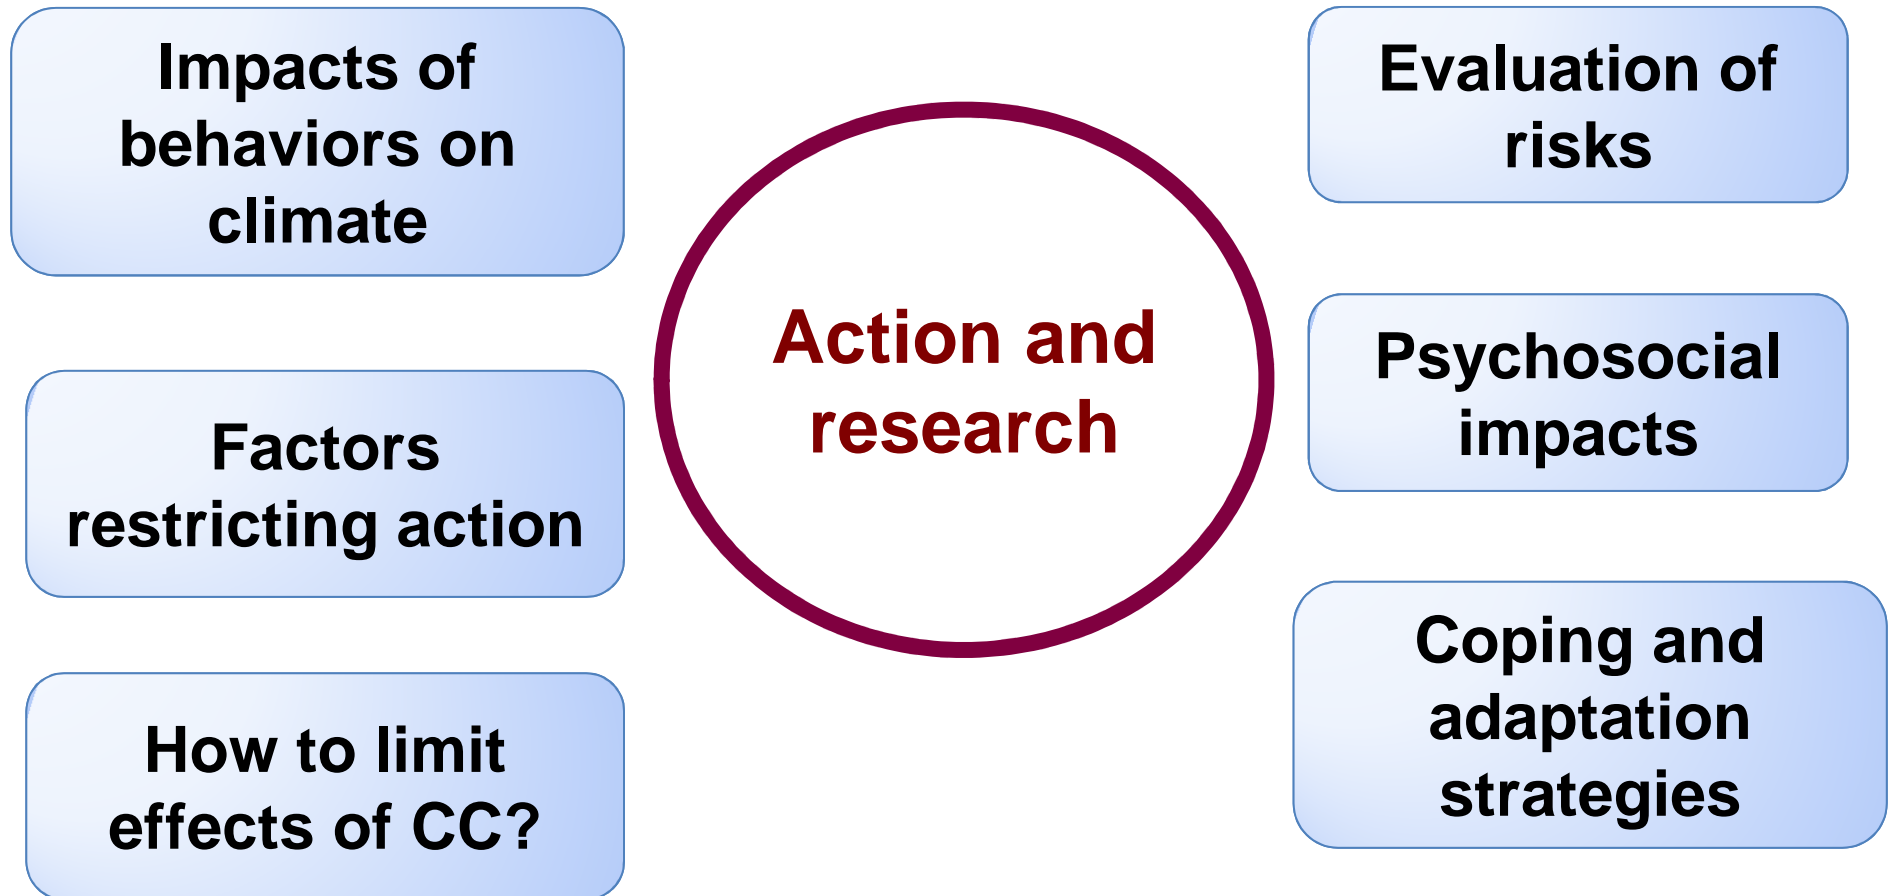 Impacts of
behaviors on
climate
Factors
restricting action
How to limit
effects of CC?
Action and
research
Evaluation of
risks
Psychosocial
impacts
Coping and
adaptation
strategies